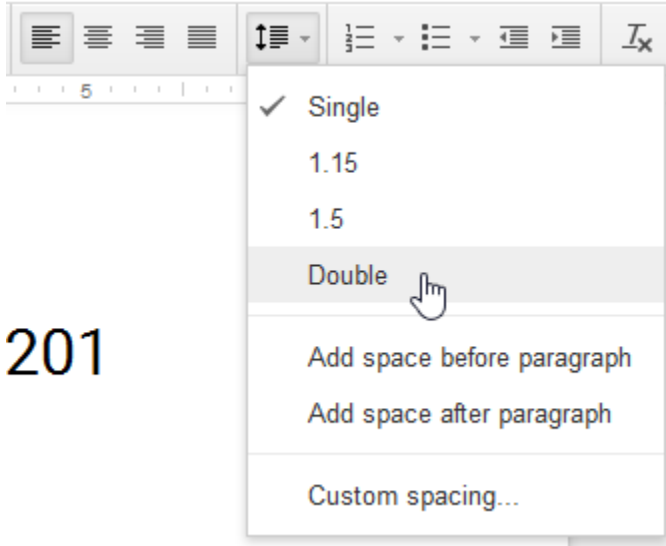 5
Single
1.15
1.5
Double
201
Add space before paragraph
Add space after paragraph
Custom spacing...